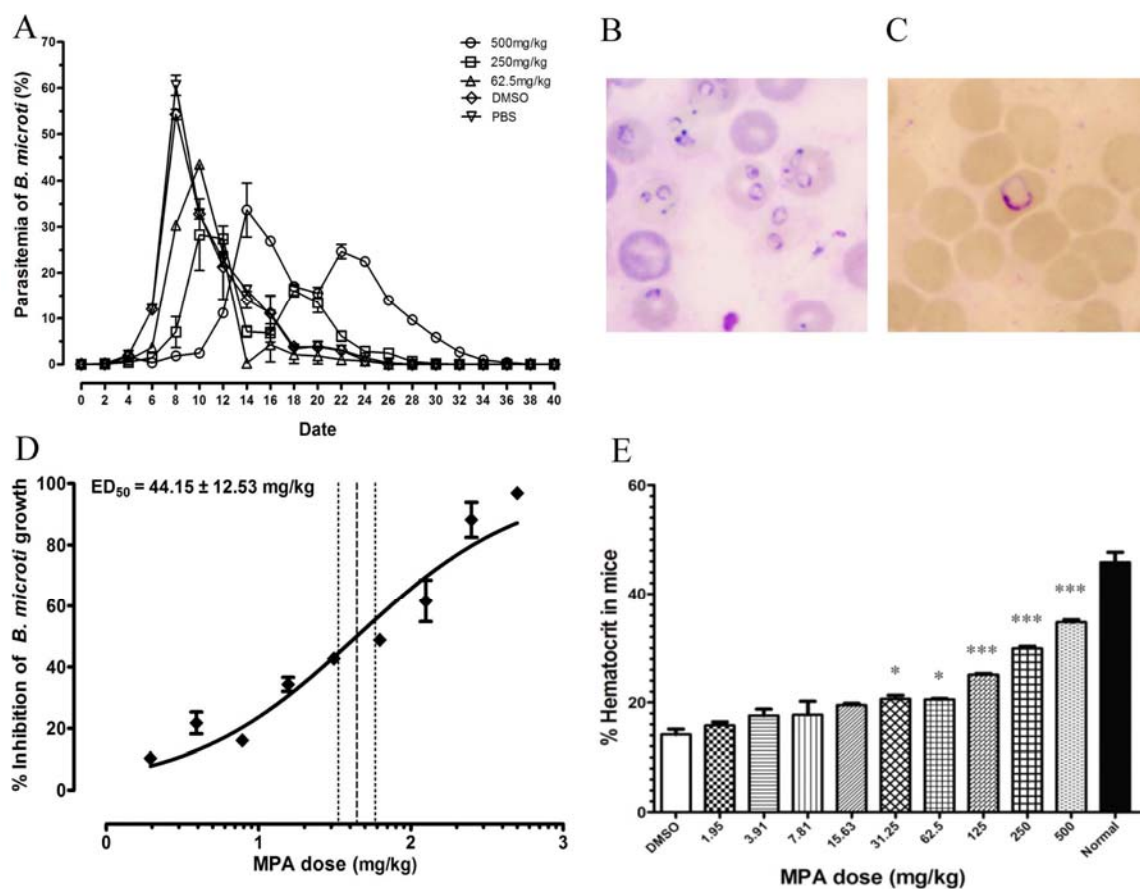 A
B
C
Parasitemia of B. microti (%)
70
60
50
40
30
20
10
0
500mg/kg
250mg/kg
62.5mg/kg
DMSO
PBS
0 2 4 6 8 10 12 14 16 18 20 22 24 26 28 30 32 34 36 38 40
Date
D
% Inhibition of B. microti growth
100
80
60
40
20
0
ED50 = 44.15 ± 12.53 mg/kg
1 2 3
MPA dose (mg/kg)
E
% Hematocrit in mice
60
40
20
0
* * *** *** ***
DMSO 1.95 3.91 7.81 15.63 31.25 62.5 125 250 500 Normal
MPA dose (mg/kg)